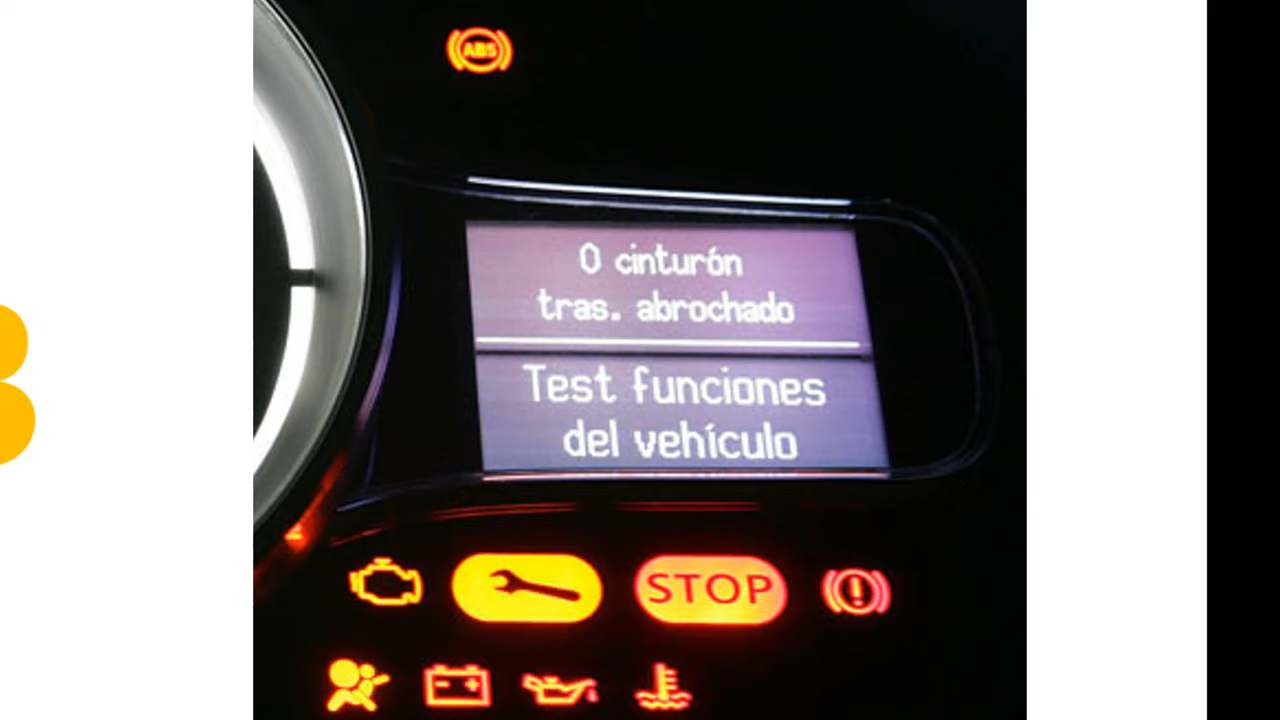 ABS
0 cinturón
tras. abrochado
Test funciones
del vehículo
STOP